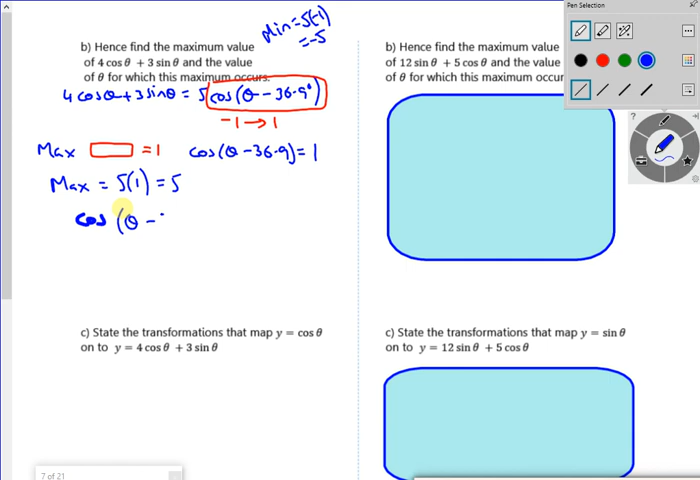 Min = 5(-1)
= -5
b) Hence find the maximum value
of 4 cos θ + 3 sin θ and the value
of θ for which this maximum occurs.
4 cosθ + 3 sinθ = 5 cos(θ - 36.9°)
-1 → 1
Max = 1 cos(θ - 36.9) = 1
Max = 5(1) = 5
cos (θ -
c) State the transformations that map y = cos θ
on to y = 4 cos θ + 3 sin θ
7 of 21
b) Hence find the maximum value
of 12 sin θ + 5 cos θ and the value
of θ for which this maximum occur
c) State the transformations that map y = sin θ
on to y = 12 sin θ + 5 cos θ
Pen Selection
?